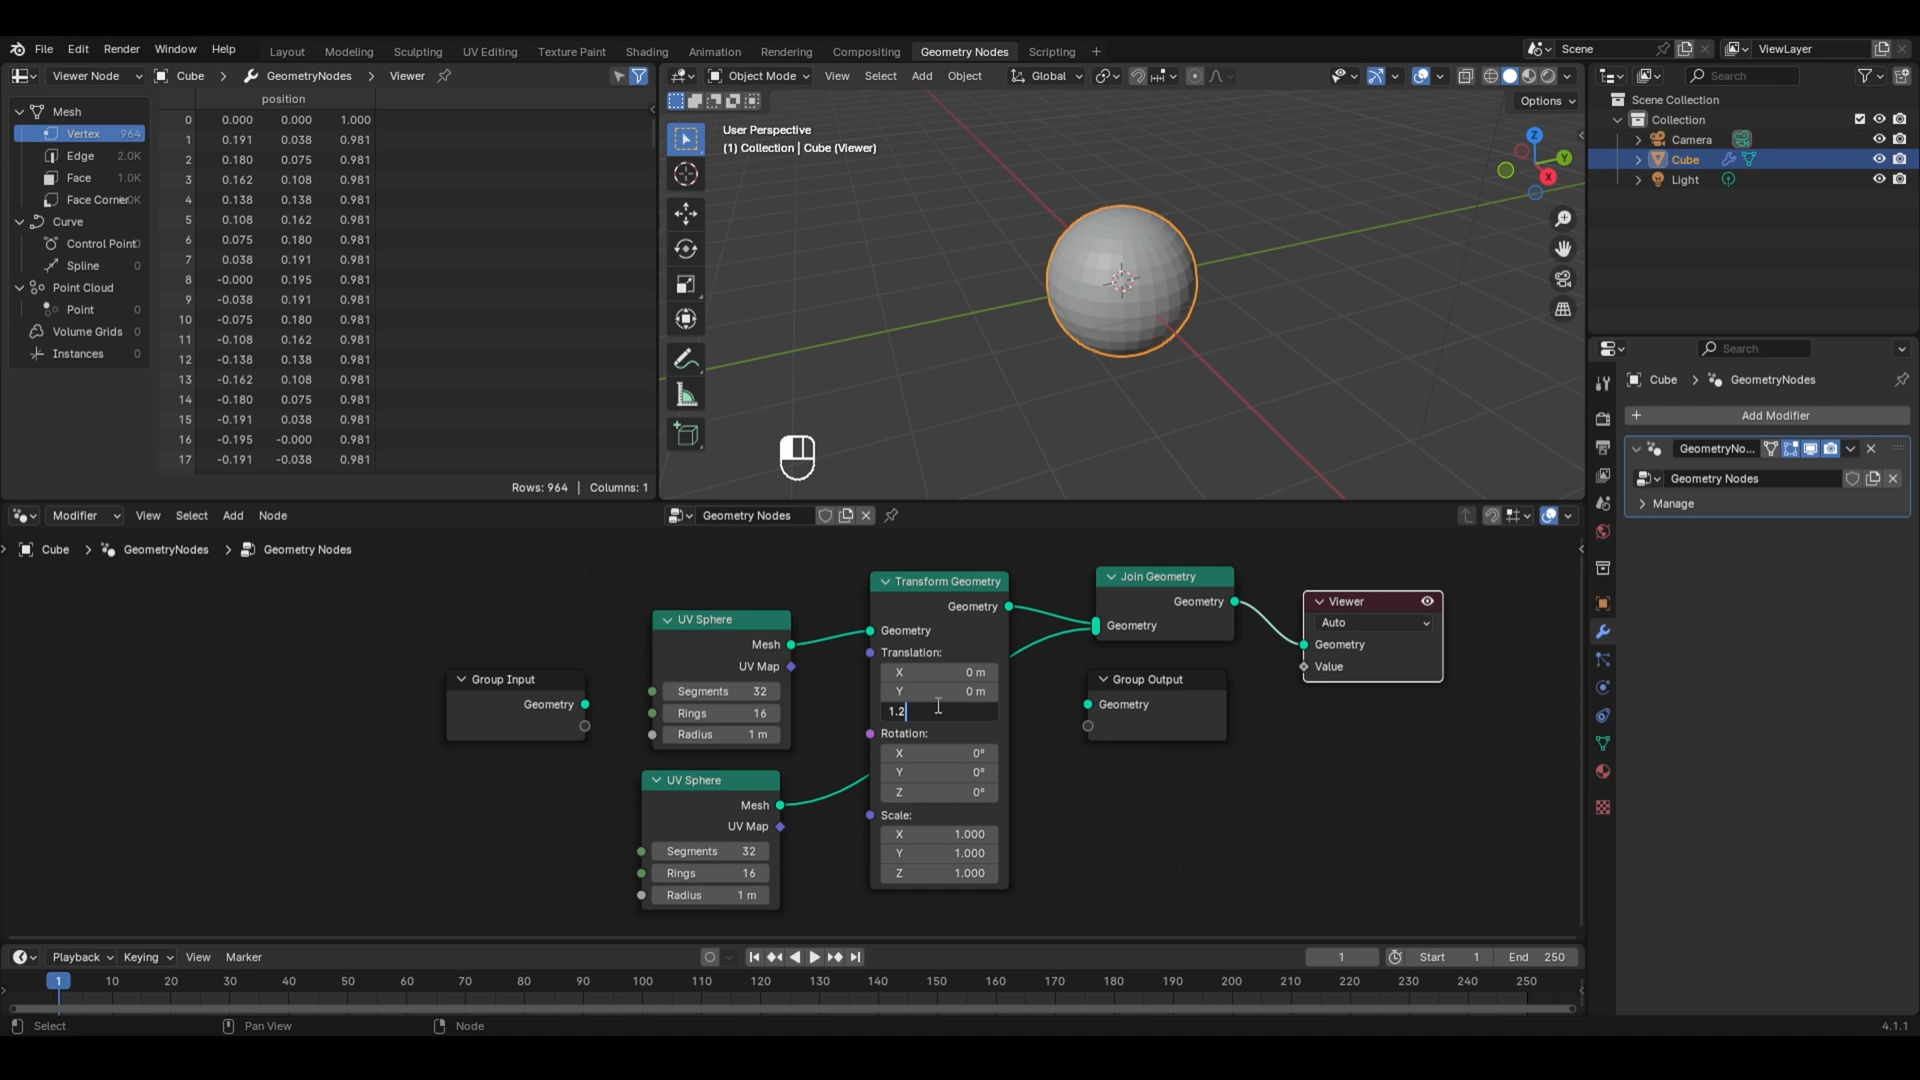 File Edit Render Window Help
Layout Modeling Sculpting UV Editing Texture Paint Shading Animation Rendering Compositing Geometry Nodes Scripting +
Scene ViewLayer
Viewer Node Cube > GeometryNodes > Viewer
Object Mode View Select Add Object Global
Search
position
Options
Mesh
Vertex 964
Edge 2.0K
Face 1.0K
Face Corner
Curve
Control Point
Spline 0
Point Cloud
Point 0
Volume Grids 0
Instances 0
0 0.000 0.000 1.000
1 0.191 0.038 0.981
2 0.180 0.075 0.981
3 0.162 0.108 0.981
4 0.138 0.138 0.981
5 0.108 0.162 0.981
6 0.075 0.180 0.981
7 0.038 0.191 0.981
8 -0.000 0.195 0.981
9 -0.038 0.191 0.981
10 -0.075 0.180 0.981
11 -0.108 0.162 0.981
12 -0.138 0.138 0.981
13 -0.162 0.108 0.981
14 -0.180 0.075 0.981
15 -0.191 0.038 0.981
16 -0.195 -0.000 0.981
17 -0.191 -0.038 0.981
Rows: 964 | Columns: 1
User Perspective
(1) Collection | Cube (Viewer)
Z
Y
X
Scene Collection
Collection
Camera
Cube
Light
Search
Cube > GeometryNodes
+ Add Modifier
GeometryNo...
Geometry Nodes
Manage
Modifier View Select Add Node Geometry Nodes
Cube > GeometryNodes > Geometry Nodes
Group Input
Geometry
UV Sphere
Mesh
UV Map
Segments 32
Rings 16
Radius 1 m
UV Sphere
Mesh
UV Map
Segments 32
Rings 16
Radius 1 m
Transform Geometry
Geometry
Geometry
Translation:
X 0 m
Y 0 m
1.2
Rotation:
X 0°
Y 0°
Z 0°
Scale:
X 1.000
Y 1.000
Z 1.000
Join Geometry
Geometry
Geometry
Group Output
Geometry
Viewer
Auto
Geometry
Value
Playback Keying View Marker
1 Start 1 End 250
1 10 20 30 40 50 60 70 80 90 100 110 120 130 140 150 160 170 180 190 200 210 220 230 240 250
Select Pan View Node
4.1.1